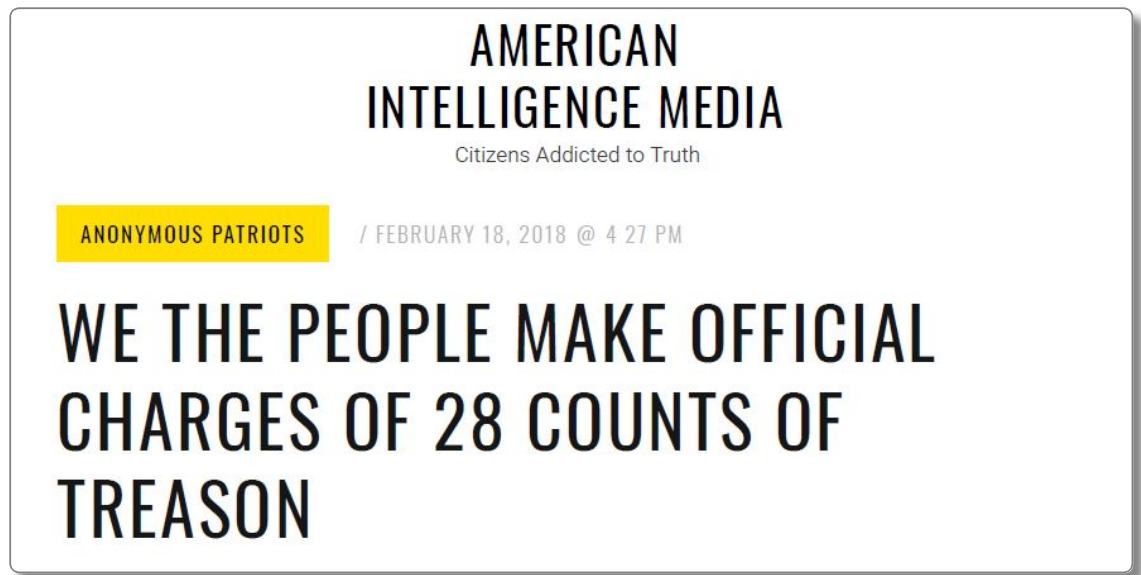 AMERICAN
INTELLIGENCE MEDIA
Citizens Addicted to Truth
ANONYMOUS PATRIOTS / FEBRUARY 18, 2018 @ 4 27 PM
WE THE PEOPLE MAKE OFFICIAL
CHARGES OF 28 COUNTS OF
TREASON